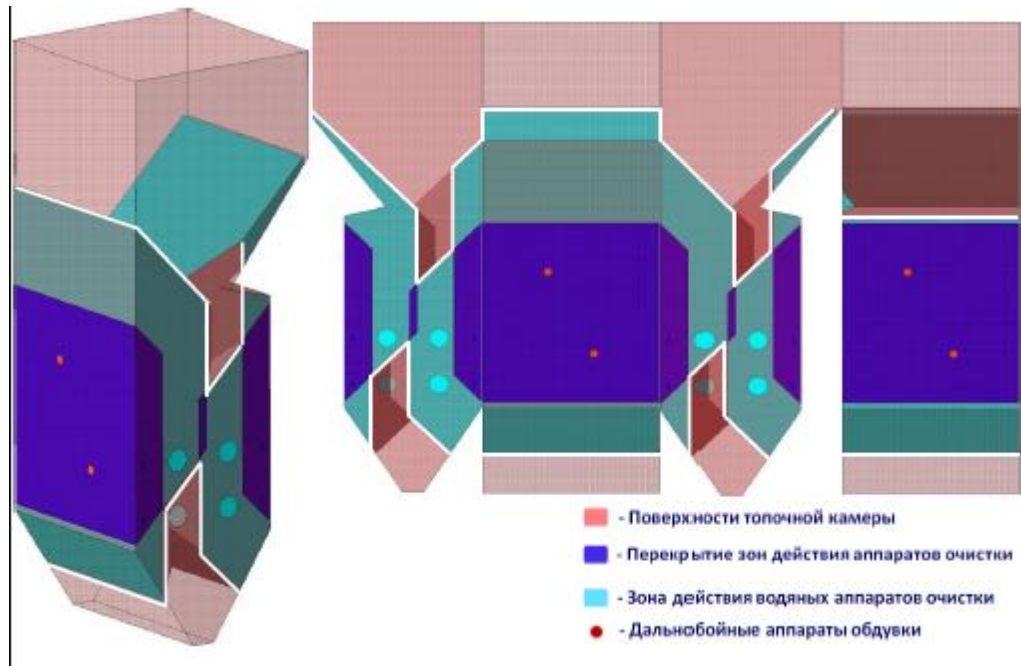 - Поверхности топочной камеры
- Перекрытие зон действия аппаратов очистки
- Зона действия водяных аппаратов очистки
- Дальнобойные аппараты обдувки